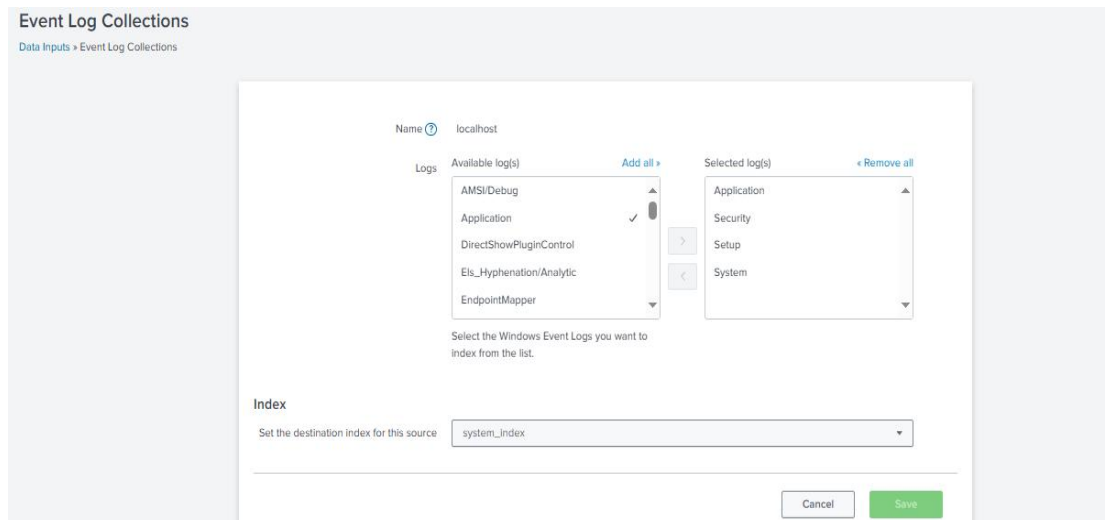 Event Log Collections
Data Inputs » Event Log Collections
Name ? localhost
Logs
Available log(s) Add all »
AMSI/Debug
Application ✓
DirectShowPluginControl
Els_Hyphenation/Analytic
EndpointMapper
Selected log(s) « Remove all
Application
Security
Setup
System
Select the Windows Event Logs you want to
index from the list.
Index
Set the destination index for this source system_index
Cancel Save